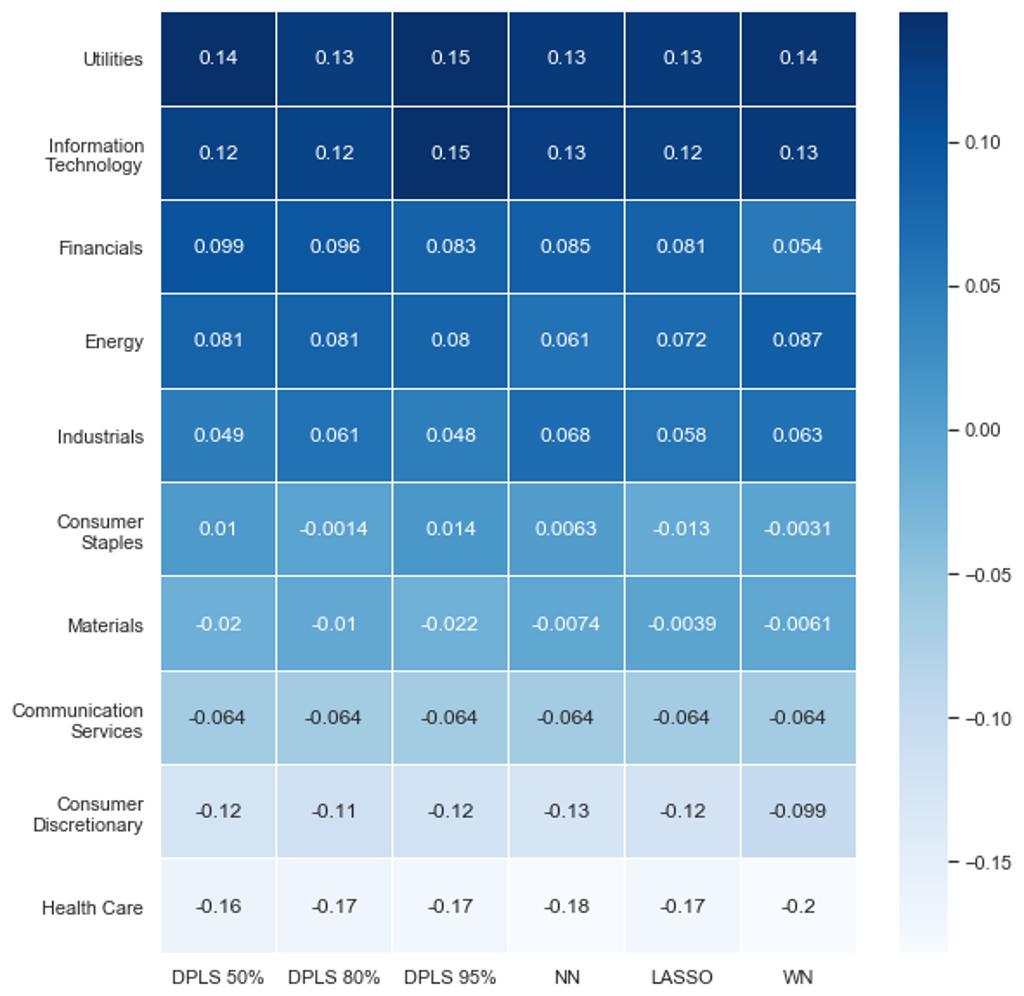 Utilities 0.14 0.13 0.15 0.13 0.13 0.14
Information
Technology 0.12 0.12 0.15 0.13 0.12 0.13
Financials 0.099 0.096 0.083 0.085 0.081 0.054
Energy 0.081 0.081 0.08 0.061 0.072 0.087
Industrials 0.049 0.061 0.048 0.068 0.058 0.063
Consumer
Staples 0.01 -0.0014 0.014 0.0063 -0.013 -0.0031
Materials -0.02 -0.01 -0.022 -0.0074 -0.0039 -0.0061
Communication
Services -0.064 -0.064 -0.064 -0.064 -0.064 -0.064
Consumer
Discretionary -0.12 -0.11 -0.12 -0.13 -0.12 -0.099
Health Care -0.16 -0.17 -0.17 -0.18 -0.17 -0.2
DPLS 50% DPLS 80% DPLS 95% NN LASSO WN
0.10
0.05
0.00
−0.05
−0.10
−0.15